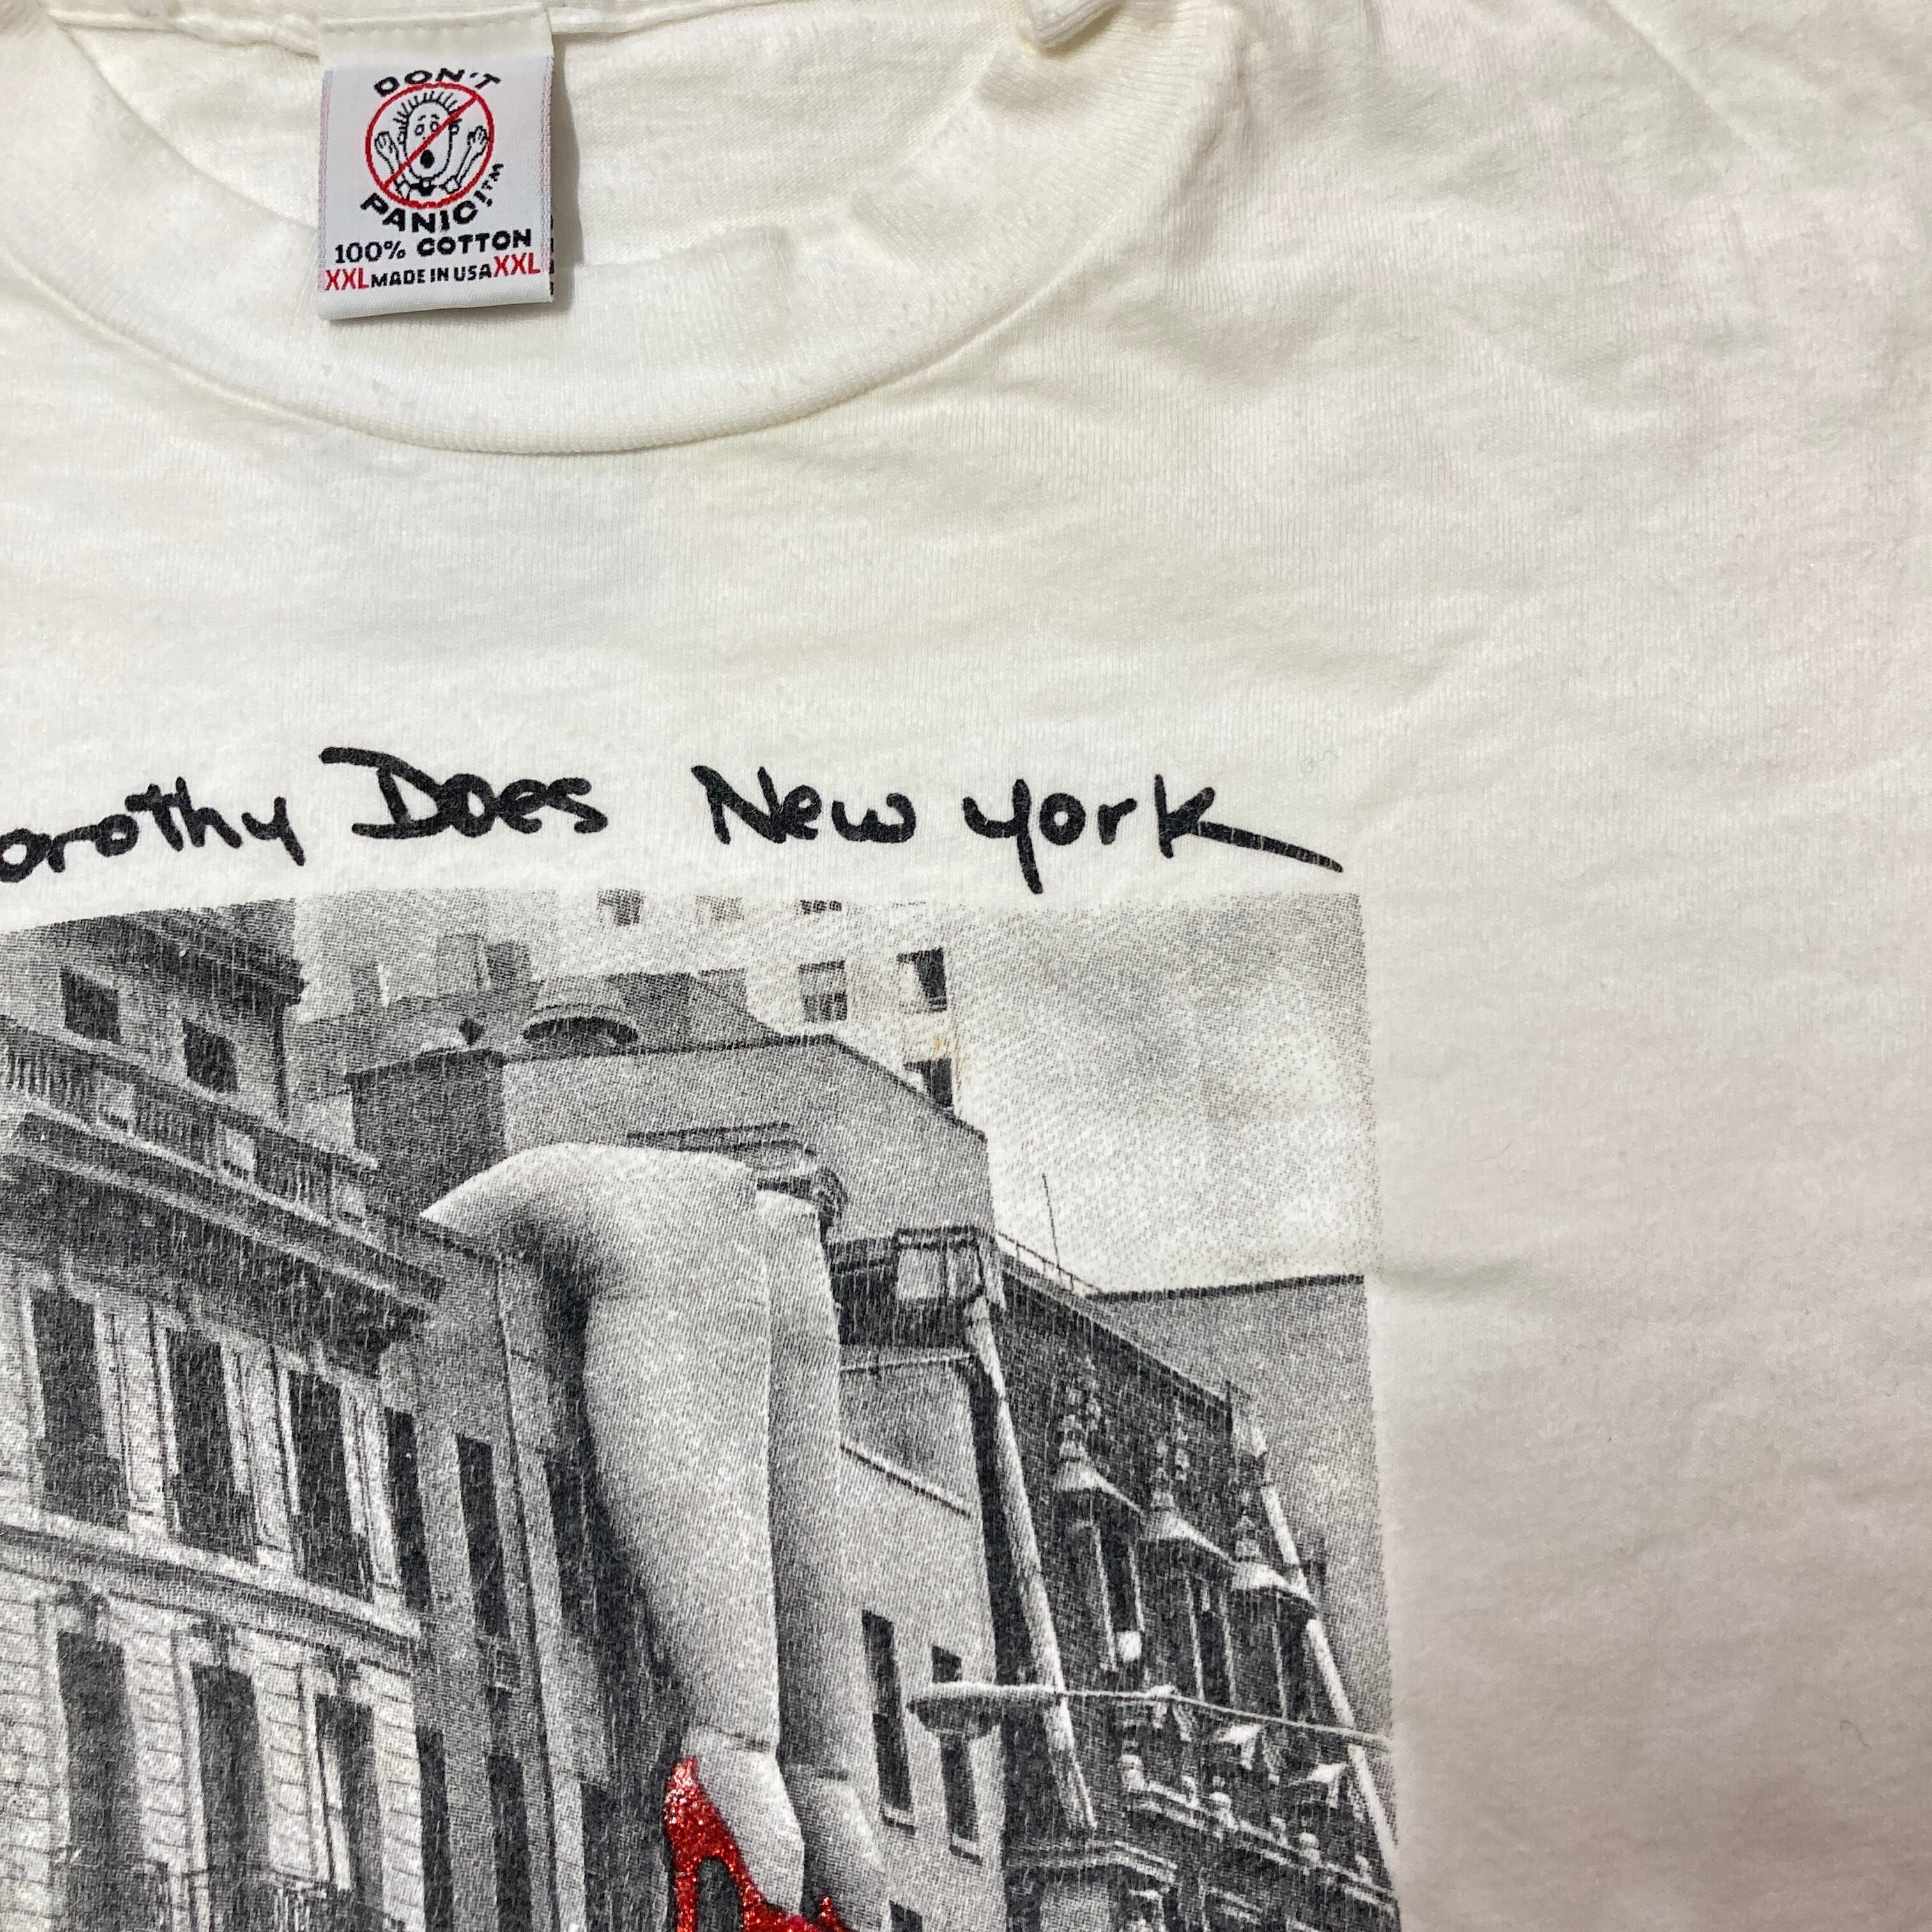 DON'T
PANIC!™
100% COTTON
XXL MADE IN USA XXL
orothy Does New York